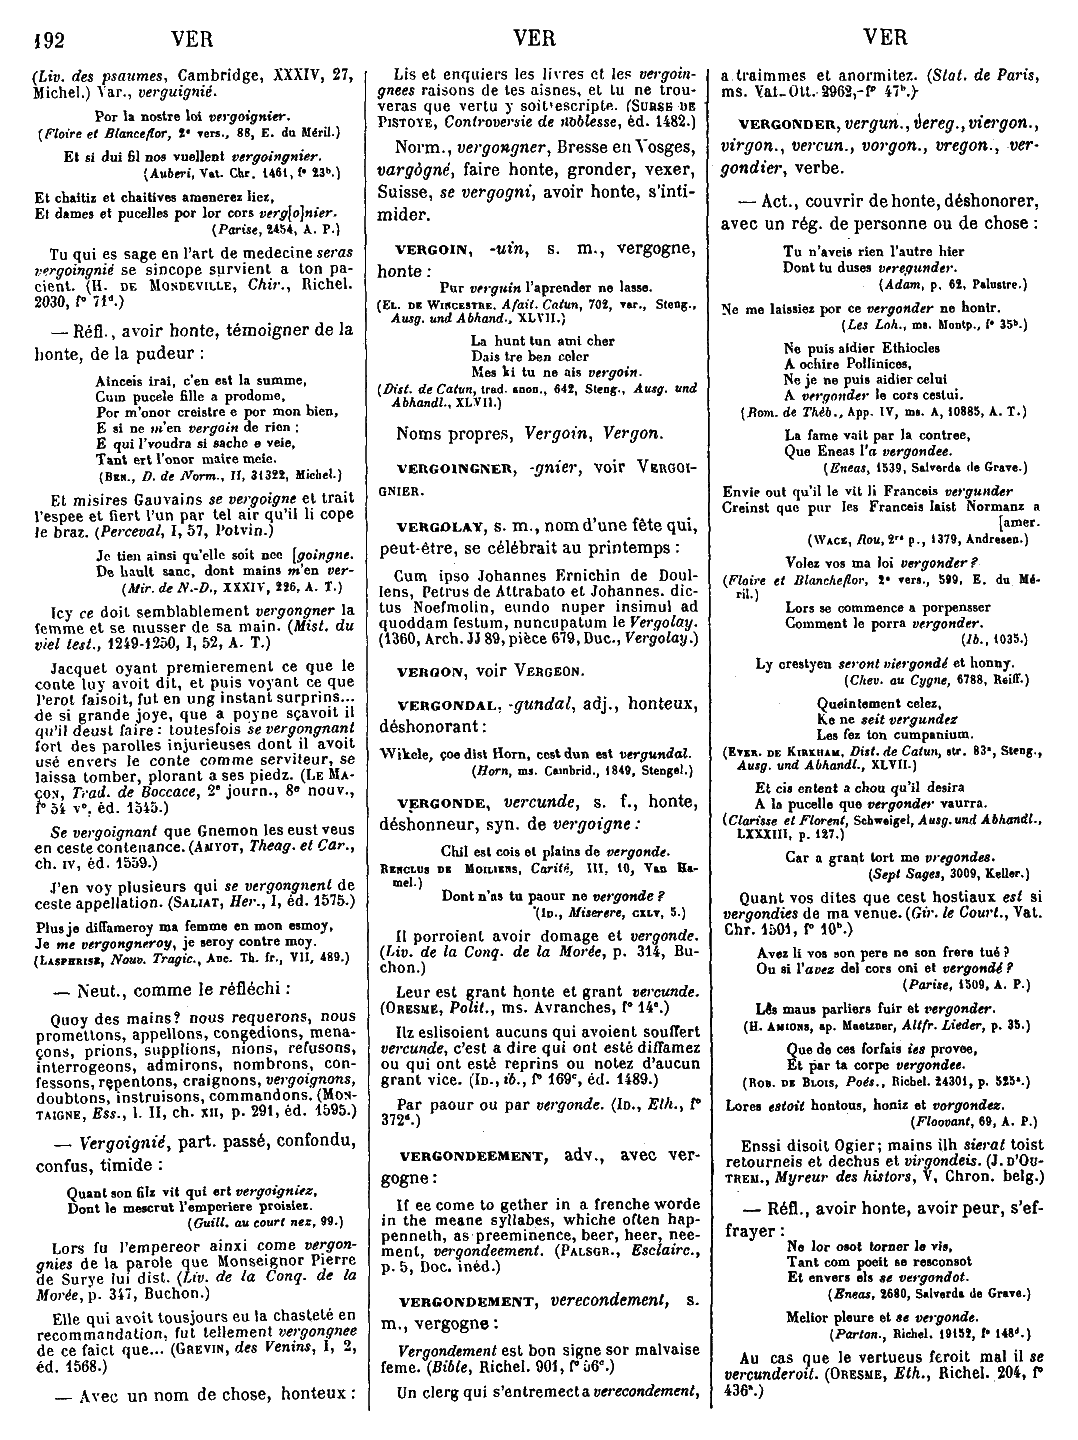 192 VER VER VER
(Liv. des psaumes, Cambridge, XXXIV, 27,
Michel.) Var., verguignié.
Por la nostre loi vergoignier.
(Floire et Blanceflor, 2e vers., 88, E. du Méril.)
Et si dui fil nos vuellent vergoingnier.
(Auberi, Vat. Chr. 1461, f° 23b.)
Et chaitiz et chaitives amenerez liez,
Et dames et pucelles por lor cors verg[o]nier.
(Parise, 2454, A. P.)
Tu qui es sage en l'art de medecine seras
vergoingnié se sincope survient a ton pa-
cient. (H. DE MONDEVILLE, Chir., Richel.
2030, f° 71d.)
— Réfl., avoir honte, témoigner de la
honte, de la pudeur :
Ainceis irai, c'en est la summe,
Cum pucele fille a prodome,
Por m'onor creistre e por mon bien,
E si ne m'en vergoin de rien ;
E qui l'voudra si sache e veie,
Tant ert l'onor maire meie.
(BEN., D. de Norm., II, 31322, Michel.)
Et misires Gauvains se vergoigne et trait
l'espee et fiert l'un par tel air qu'il li cope
le braz. (Perceval, I, 57, Potvin.)
Je tien ainsi qu'elle soit nee [goingne.
De hault sanc, dont mains m'en ver-
(Mir. de N.-D., XXXIV, 226, A. T.)
Icy ce doit semblablement vergongner la
femme et se musser de sa main. (Mist. du
viel test., 1249-1250, I, 52, A. T.)
Jacquet oyant premierement ce que le
conte luy avoit dit, et puis voyant ce que
l'erot faisoit, fut en ung instant surprins...
de si grande joye, que a poyne sçavoit il
qu'il deust faire : toutesfois se vergongnant
fort des parolles injurieuses dont il avoit
usé envers le conte comme serviteur, se
laissa tomber, plorant a ses piedz. (LE MA-
ÇON, Trad. de Boccace, 2e journ., 8e nouv.,
f° 54 v°, éd. 1545.)
Se vergoignant que Gnemon les eust veus
en ceste contenance. (AMYOT, Theag. et Car.,
ch. IV, éd. 1559.)
J'en voy plusieurs qui se vergongnent de
ceste appellation. (SALIAT, Her., I, éd. 1575.)
Plus je diffameroy ma femme en mon esmoy,
Je me vergongneroy, je seroy contre moy.
(LASPHRISE, Nouv. Tragic., Anc. Th. fr., VII, 489.)
— Neut., comme le réfléchi :
Quoy des mains? nous requerons, nous
promettons, appellons, congedions, mena-
çons, prions, supplions, nions, refusons,
interrogeons, admirons, nombrons, con-
fessons, repentons, craignons, vergoignons,
doubtons, instruisons, commandons. (MON-
TAIGNE, Ess., l. II, ch. XII, p. 291, éd. 1595.)
— Vergoignié, part. passé, confondu,
confus, timide :
Quant son filz vit qui ert vergoigniez,
Dont le mescrut l'emperiere proisiez.
(Guill. au court nez, 99.)
Lors fu l'empereor ainxi come vergon-
gnies de la parole que Monseignor Pierre
de Surye lui dist. (Liv. de la Conq. de la
Morée, p. 347, Buchon.)
Elle qui avoit tousjours eu la chasteté en
recommandation, fut tellement vergongnee
de ce faict que... (GREVIN, des Venins, I, 2,
éd. 1568.)
— Avec un nom de chose, honteux :
Lis et enquiers les livres et les vergoin-
gnees raisons de tes aisnes, et tu ne trou-
veras que vertu y soit escripte. (SURSE DE
PISTOYE, Controversie de noblesse, éd. 1482.)
Norm., vergongner, Bresse en Vosges,
vargògné, faire honte, gronder, vexer,
Suisse, se vergogni, avoir honte, s'inti-
mider.
VERGOIN, -uin, s. m., vergogne,
honte :
Pur verguin l'aprender ne lasse.
(EL. DE WINCESTRE, Afait. Catun, 702, var., Steng.,
Ausg. und Abhand., XLVII.)
La hunt tun ami cher
Dais tre ben celer
Mes ki tu ne ais vergoin.
(Dist. de Catun, trad. anon., 642, Steng., Ausg. und
Abhandl., XLVII.)
Noms propres, Vergoin, Vergon.
VERGOINGNER, -gnier, voir VERGOI-
GNIER.
VERGOLAY, s. m., nom d'une fête qui,
peut-être, se célébrait au printemps :
Cum ipso Johannes Ernichin de Doul-
lens, Petrus de Attrabato et Johannes. dic-
tus Noefmolin, eundo nuper insimul ad
quoddam festum, nuncupatum le Vergolay.
(1360, Arch. JJ 89, pièce 679, Duc., Vergolay.)
VERGON, voir VERGEON.
VERGONDAL, -gundal, adj., honteux,
déshonorant :
Wikele, çoe dist Horn, cest dun est vergundal.
(Horn, ms. Cambrid., 1849, Stengel.)
VERGONDE, vercunde, s. f., honte,
déshonneur, syn. de vergoigne :
Chil est cois et plains de vergonde.
RENCLUS DE MOILIENS, Carité, III, 10, Van Ha-
mel.)
Dont n'as tu paour ne vergonde ?
(ID., Miserere, CXLV, 5.)
Il porroient avoir domage et vergonde.
(Liv. de la Conq. de la Morée, p. 314, Bu-
chon.)
Leur est grant honte et grant vercunde.
(ORESME, Polit., ms. Avranches, f° 14c.)
Ilz eslisoient aucuns qui avoient souffert
vercunde, c'est a dire qui ont esté diffamez
ou qui ont esté reprins ou notez d'aucun
grant vice. (ID., ib., f° 169c, éd. 1489.)
Par paour ou par vergonde. (ID., Eth., f°
372d.)
VERGONDEEMENT, adv., avec ver-
gogne :
If ee come to gether in a frenche worde
in the meane syllabes, whiche often hap-
penneth, as preeminence, beer, heer, nee-
ment, vergondeement. (PALSGR., Esclairc.,
p. 5, Doc. inéd.)
VERGONDEMENT, verecondement, s.
m., vergogne :
Vergondement est bon signe sor malvaise
feme. (Bible, Richel. 901, f° 56c.)
Un clerg qui s'entremect a verecondement,
a traimmes et anormitez. (Stat. de Paris,
ms. Vat. Ott. 2962, f° 47b.)
VERGONDER, vergun., vereg., viergon.,
virgon., vercun., vorgon., vregon., ver-
gondier, verbe.
— Act., couvrir de honte, déshonorer,
avec un rég. de personne ou de chose :
Tu n'aveis rien l'autre hier
Dont tu duses veregunder.
(Adam, p. 62, Palustre.)
Ne me laissiez por ce vergonder ne honir.
(Les Loh., ms. Montp., f° 35b.)
Ne puis aidier Ethiocles
A ochire Pollinices,
Ne je ne puis aidier celui
A vergonder le cors cestui.
(Rom. de Thèb., App. IV, ms. A, 10885, A. T.)
La fame vait par la contree,
Que Eneas l'a vergondee.
(Eneas, 1539, Salverda de Grave.)
Envie out qu'il le vit li Franceis vergunder
Creinst que pur les Franceis laist Normanz a
[amer.
(WACE, Rou, 2re p., 1379, Andresen.)
Volez vos ma loi vergonder ?
(Floire et Blancheflor, 2e vers., 599, E. du Mé-
ril.)
Lors se commence a porpensser
Comment le porra vergonder.
(Ib., 1035.)
Ly crestyen seront viergondé et honny.
(Chev. au Cygne, 6788, Reiff.)
Queintement celez,
Ke ne seit vergundez
Les fez ton cumpanium.
(EVER. DE KIRKHAM, Dist. de Catun, str. 83a, Steng.,
Ausg. und Abhandl., XLVII.)
Et cis entent a chou qu'il desira
A la pucelle que vergonder vaurra.
(Clarisse et Florent, Schweigel, Ausg. und Abhandl.,
LXXXIII, p. 127.)
Car a grant tort me vregondes.
(Sept Sages, 3009, Keller.)
Quant vos dites que cest hostiaux est si
vergondies de ma venue. (Gir. le Court., Vat.
Chr. 1501, f° 10b.)
Avez li vos son pere ne son frere tué ?
Ou si l'avez del cors oni et vergondé ?
(Parise, 1509, A. P.)
Les maus parliers fuir et vergonder.
(H. AMIONS, ap. Maetzner, Altfr. Lieder, p. 35.)
Que de ces forfais ies provee,
Et par ta corpe vergondee.
(ROB. DE BLOIS, Poés., Richel. 24301, p. 525a.)
Lores estoit hontous, honiz et vorgondez.
(Floovant, 69, A. P.)
Enssi disoit Ogier ; mains ilh sierat toist
retourneis et dechus et virgondeis. (J. D'OU-
TREM., Myreur des histors, V, Chron. belg.)
— Réfl., avoir honte, avoir peur, s'ef-
frayer :
Ne lor osot torner le vis,
Tant com poeit se resconsot
Et envers els se vergondot.
(Eneas, 2680, Salverda de Grave.)
Melior pleure et se vergonde.
(Parton., Richel. 19152, f° 148d.)
Au cas que le vertueus feroit mal il se
vercunderoit. (ORESME, Eth., Richel. 204, f°
436a.)